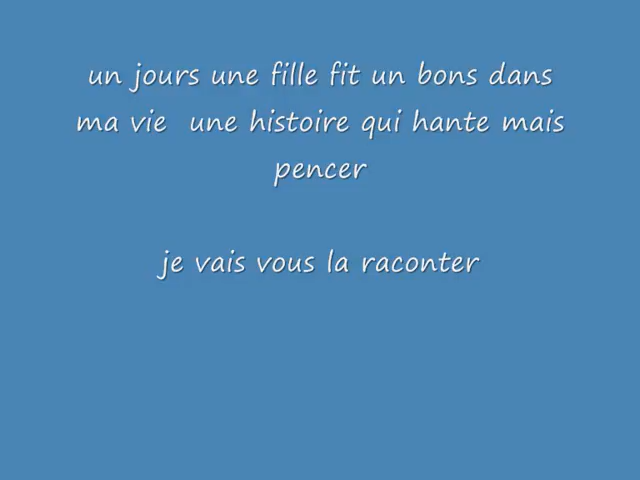 un jours une fille fit un bons dans
ma vie une histoire qui hante mais
pencer
je vais vous la raconter